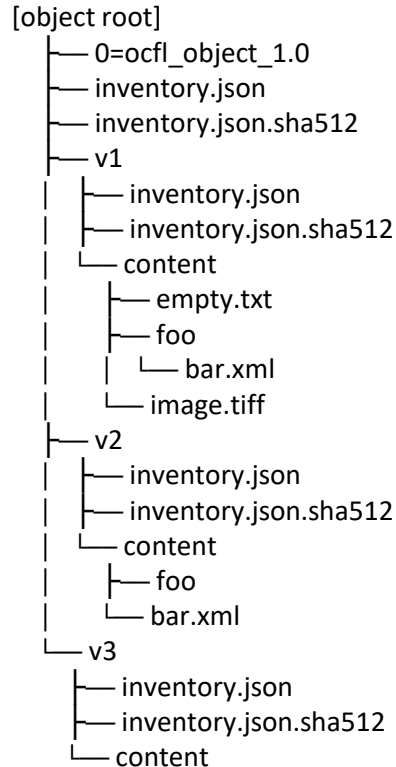 [object root]
├── 0=ocfl_object_1.0
├── inventory.json
├── inventory.json.sha512
├── v1
│   ├── inventory.json
│   ├── inventory.json.sha512
│   └── content
│       ├── empty.txt
│       ├── foo
│       │   └── bar.xml
│       └── image.tiff
├── v2
│   ├── inventory.json
│   ├── inventory.json.sha512
│   └── content
│       ├── foo
│       └── bar.xml
└── v3
    ├── inventory.json
    ├── inventory.json.sha512
    └── content